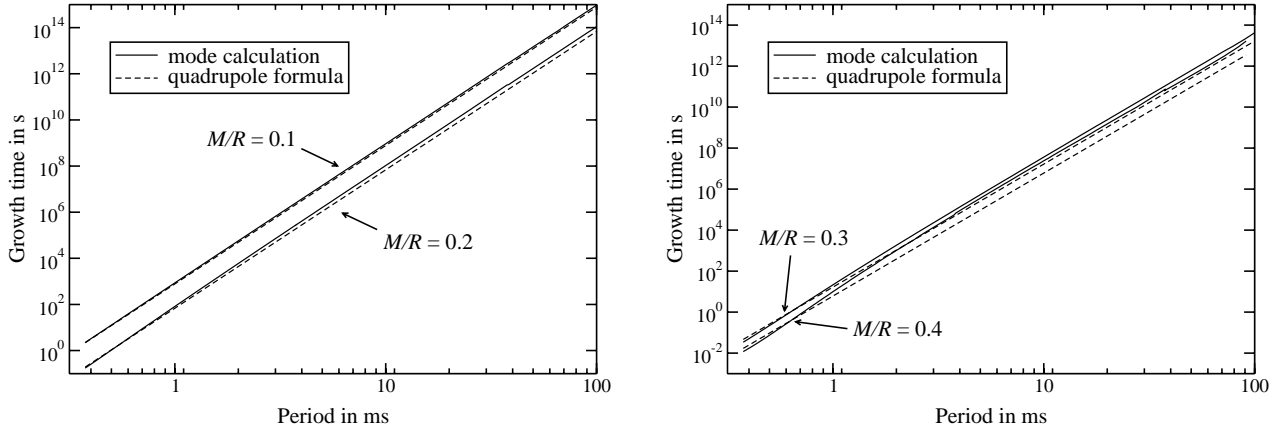 10^14
10^12
10^10
10^8
10^6
10^4
10^2
10^0
Growth time in s
mode calculation
quadrupole formula
M/R = 0.1
M/R = 0.2
1
10
100
Period in ms
10^14
10^12
10^10
10^8
10^6
10^4
10^2
10^0
10^-2
Growth time in s
mode calculation
quadrupole formula
M/R = 0.3
M/R = 0.4
1
10
100
Period in ms